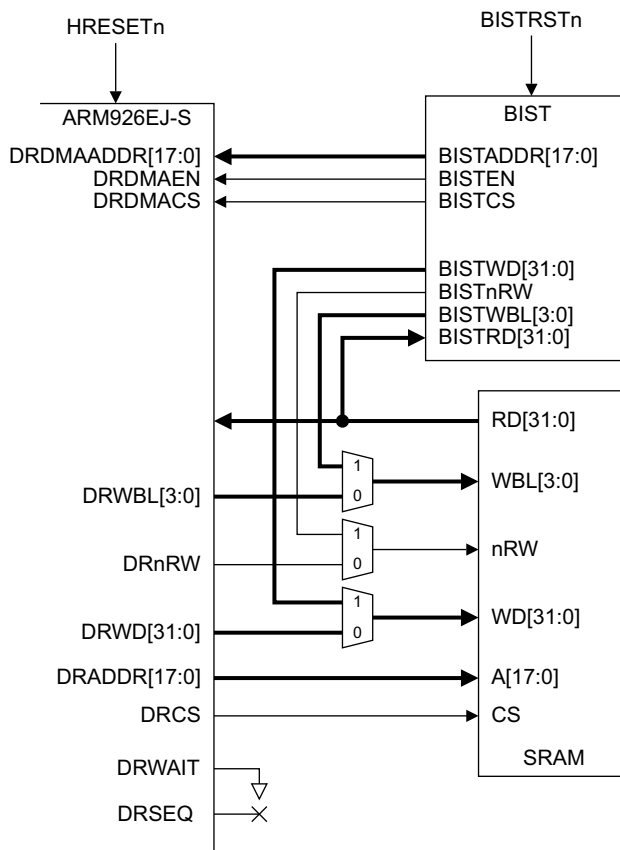 HRESETn
BISTRSTn
ARM926EJ-S
BIST
DRDMAADDR[17:0]
BISTADDR[17:0]
DRDMAEN
BISTEN
DRDMACS
BISTCS
BISTWD[31:0]
BISTnRW
BISTWBL[3:0]
BISTRD[31:0]
RD[31:0]
1
WBL[3:0]
DRWBL[3:0]
0
1
nRW
DRnRW
0
1
WD[31:0]
DRWD[31:0]
0
DRADDR[17:0]
A[17:0]
DRCS
CS
SRAM
DRWAIT
DRSEQ